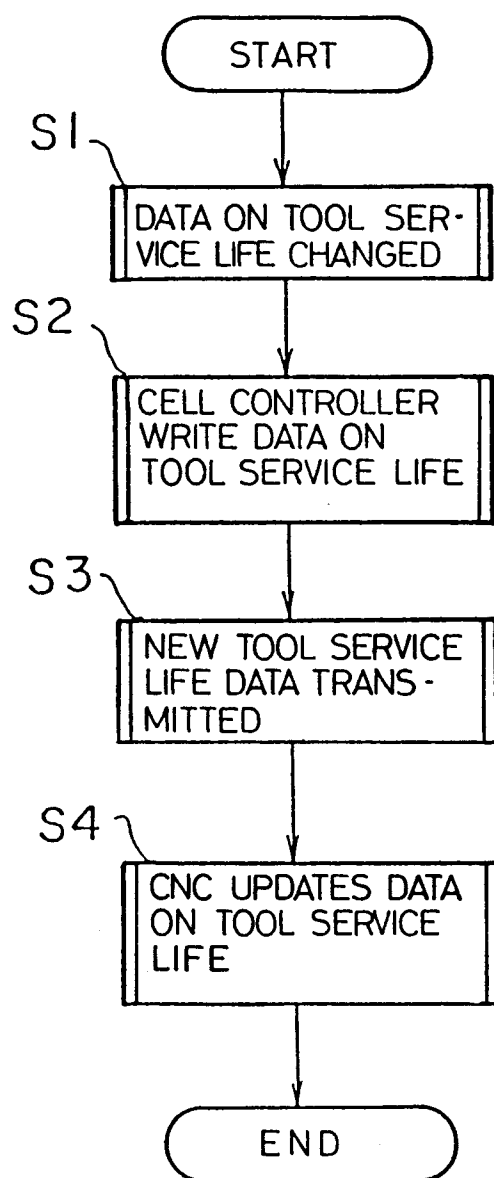 START
S1
DATA ON TOOL SER-
VICE LIFE CHANGED
S2
CELL CONTROLLER
WRITE DATA ON
TOOL SERVICE LIFE
S3
NEW TOOL SERVICE
LIFE DATA TRANS-
MITTED
S4
CNC UPDATES DATA
ON TOOL SERVICE
LIFE
END